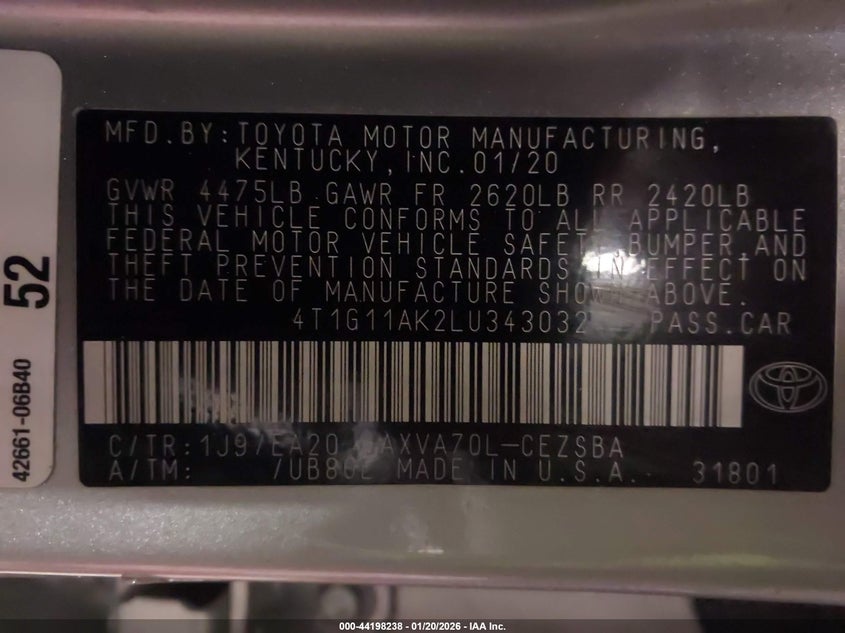 MFD.BY:TOYOTA MOTOR MANUFACTURING,
KENTUCKY,INC.01/20
GVWR 4475LB GAWR FR 2620LB RR 2420LB
THIS VEHICLE CONFORMS TO ALL APPLICABLE
FEDERAL MOTOR VEHICLE SAFETY BUMPER AND
THEFT PREVENTION STANDARDS IN EFFECT ON
THE DATE OF MANUFACTURE SHOWN ABOVE.
4T1G11AK2LU343032 PASS.CAR
C/TR:1J9/EA20 AXVA70L-CEZSBA
A/TM: /UB80E MADE IN U.S.A. 31801
52
42661-06B40
000-44198238 - 01/20/2026 - IAA Inc.